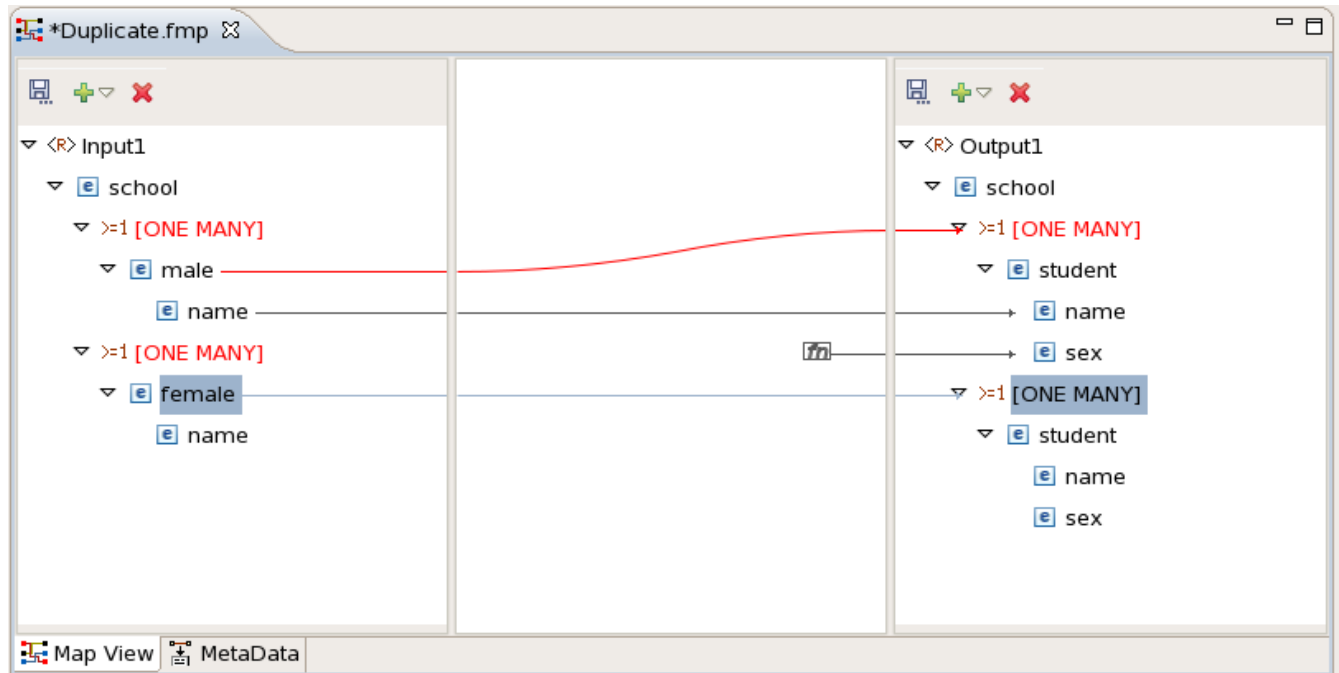 *Duplicate.fmp
<R> Input1
e school
>=1 [ONE MANY]
e male
e name
>=1 [ONE MANY]
e female
e name
fn
<R> Output1
e school
>=1 [ONE MANY]
e student
e name
e sex
>=1 [ONE MANY]
e student
e name
e sex
Map View MetaData